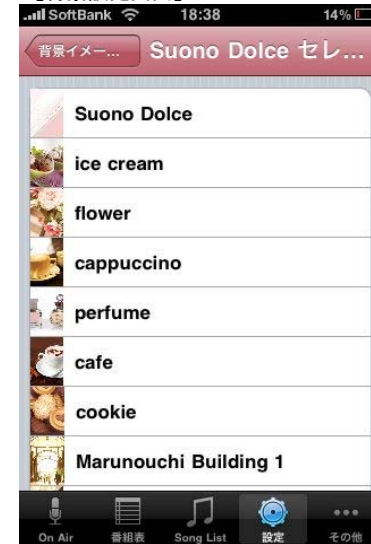 SoftBank 18:38 14%
背景イメー... Suono Dolce セレ...
Suono Dolce
ice cream
flower
cappuccino
perfume
cafe
cookie
Marunouchi Building 1
On Air 番組表 Song List 設定 その他